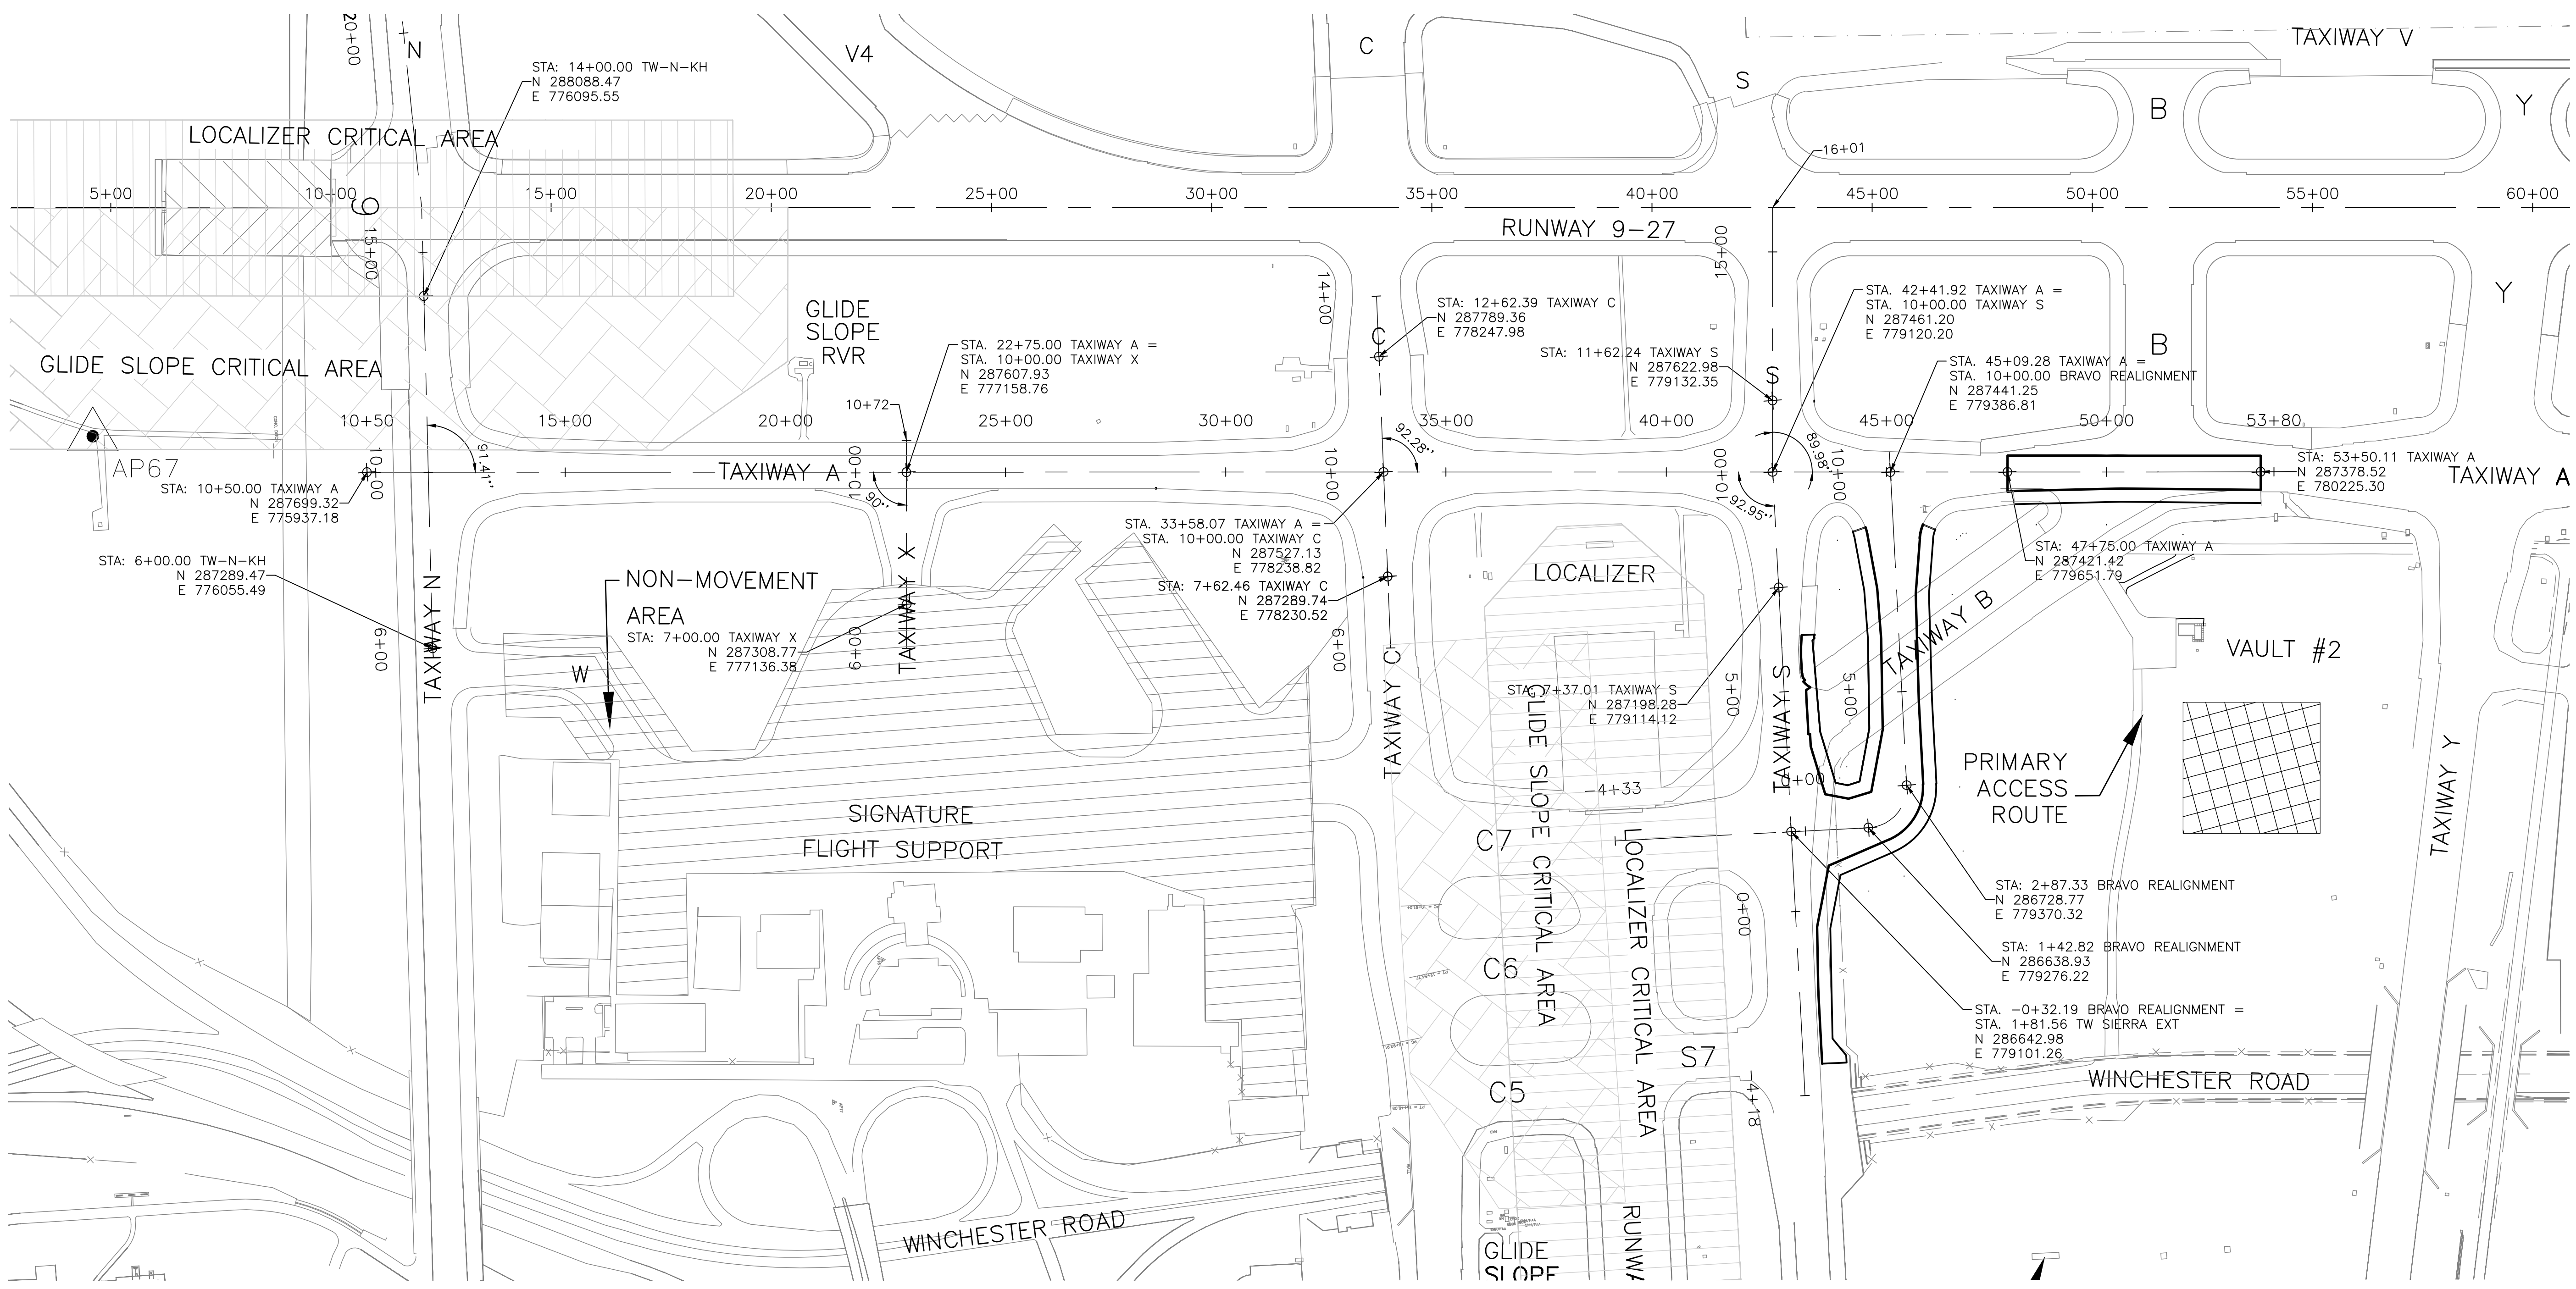 20+00
N
V4
C
S
TAXIWAY V
B
Y
STA: 14+00.00 TW-N-KH
N 288088.47
E 776095.55
LOCALIZER CRITICAL AREA
16+01
5+00
10+00
15+00
20+00
25+00
30+00
35+00
40+00
45+00
50+00
55+00
60+00
9
RUNWAY 9-27
15+00
15+00
14+00
GLIDE
SLOPE
RVR
GLIDE SLOPE CRITICAL AREA
STA: 12+62.39 TAXIWAY C
N 287789.36
E 778247.98
C
STA. 42+41.92 TAXIWAY A =
STA. 10+00.00 TAXIWAY S
N 287461.20
E 779120.20
Y
STA. 22+75.00 TAXIWAY A =
STA. 10+00.00 TAXIWAY X
N 287607.93
E 777158.76
STA: 11+62.24 TAXIWAY S
N 287622.98
E 779132.35
S
B
STA. 45+09.28 TAXIWAY A =
STA. 10+00.00 BRAVO REALIGNMENT
N 287441.25
E 779386.81
10+72
10+50
15+00
20+00
25+00
30+00
35+00
40+00
45+00
50+00
53+80
91.41°
92.28°
89.98°
90°
92.95°
AP67
10+00
TAXIWAY A
10+00
10+00
10+00
10+00
TAXIWAY A
STA: 10+50.00 TAXIWAY A
N 287699.32
E 775937.18
STA: 53+50.11 TAXIWAY A
N 287378.52
E 780225.30
STA. 33+58.07 TAXIWAY A =
STA. 10+00.00 TAXIWAY C
N 287527.13
E 778238.82
STA: 7+62.46 TAXIWAY C
N 287289.74
E 778230.52
STA: 47+75.00 TAXIWAY A
N 287421.42
E 779651.79
STA: 6+00.00 TW-N-KH
N 287289.47
E 776055.49
NON-MOVEMENT
AREA
STA: 7+00.00 TAXIWAY X
N 287308.77
E 777136.38
LOCALIZER
TAXIWAY N
6+00
W
6+00
TAXIWAY X
6+00
TAXIWAY C
TAXIWAY B
VAULT #2
STA: 7+37.01 TAXIWAY S
N 287198.28
E 779114.12
5+00
TAXIWAY S
5+00
0+00
-4+33
PRIMARY
ACCESS
ROUTE
TAXIWAY Y
SIGNATURE
FLIGHT SUPPORT
C7
GLIDE SLOPE CRITICAL AREA
LOCALIZER CRITICAL AREA
STA: 2+87.33 BRAVO REALIGNMENT
N 286728.77
E 779370.32
0+00
STA: 1+42.82 BRAVO REALIGNMENT
N 286638.93
E 779276.22
C6
STA. -0+32.19 BRAVO REALIGNMENT =
STA. 1+81.56 TW SIERRA EXT
N 286642.98
E 779101.26
S7
C5
-4+18
WINCHESTER ROAD
WINCHESTER ROAD
GLIDE
SLOPE